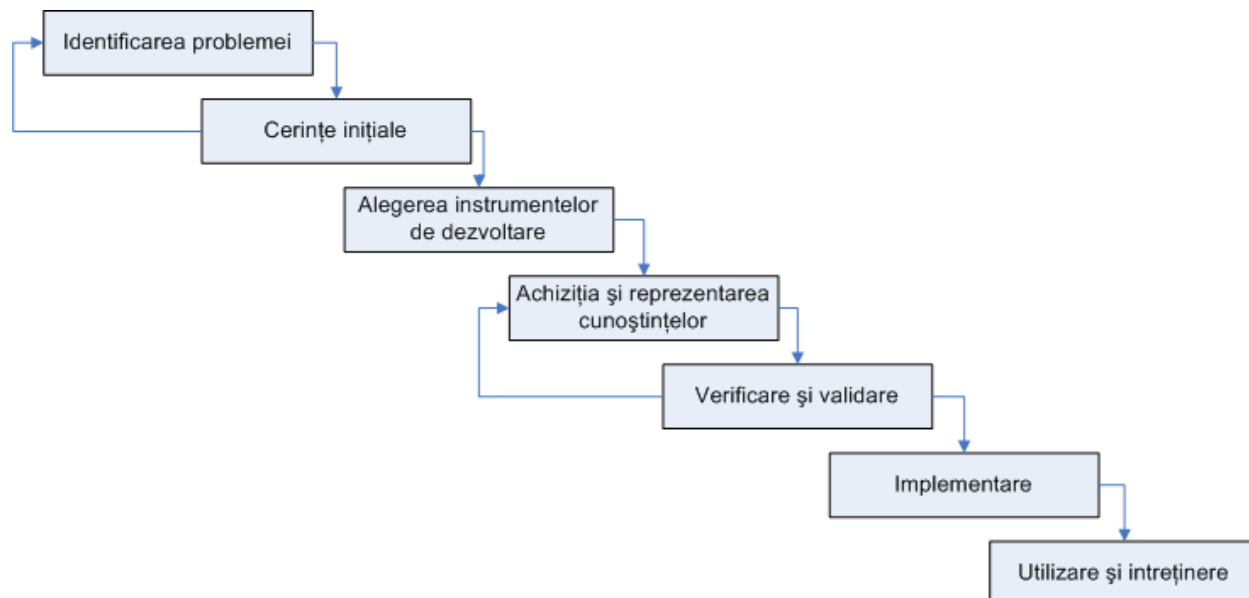 Identificarea problemei
Cerințe inițiale
Alegerea instrumentelor
de dezvoltare
Achiziția şi reprezentarea
cunoştințelor
Verificare şi validare
Implementare
Utilizare şi intreținere